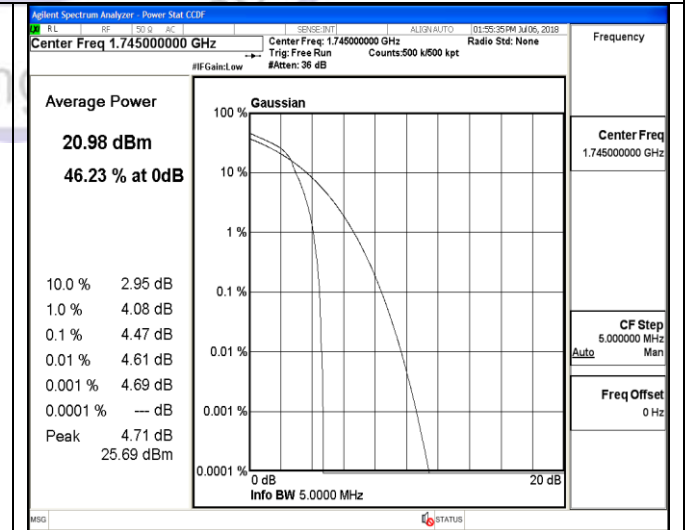 Agilent Spectrum Analyzer - Power Stat CCDF
RL RF 50 Ω AC SENSE:INT ALIGN AUTO 01:55:35 PM Jul 06, 2018
Center Freq 1.745000000 GHz
Center Freq: 1.745000000 GHz Radio Std: None
Trig: Free Run Counts:500 k/500 kpt
#IFGain:Low #Atten: 36 dB
Frequency
Average Power
20.98 dBm
46.23 % at 0dB
10.0 % 2.95 dB
1.0 % 4.08 dB
0.1 % 4.47 dB
0.01 % 4.61 dB
0.001 % 4.69 dB
0.0001 % --- dB
Peak 4.71 dB
25.69 dBm
Gaussian
100 %
10 %
1 %
0.1 %
0.01 %
0.001 %
0.0001 %
0 dB 20 dB
Info BW 5.0000 MHz
Center Freq
1.745000000 GHz
CF Step
5.000000 MHz
Auto Man
Freq Offset
0 Hz
MSG STATUS